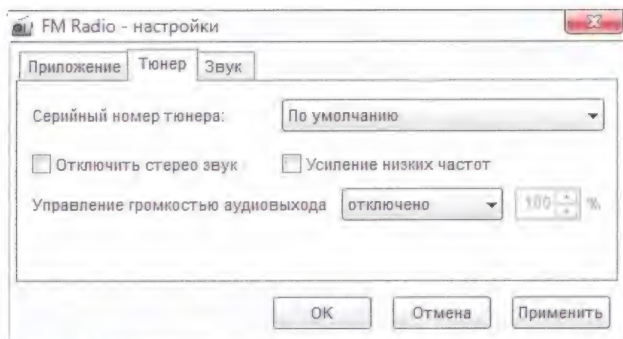 FM Radio - настройки
Приложение Тюнер Звук
Серийный номер тюнера: По умолчанию
Отключить стерео звук Усиление низких частот
Управление громкостью аудиовыхода отключено 100 %
OK Отмена Применить